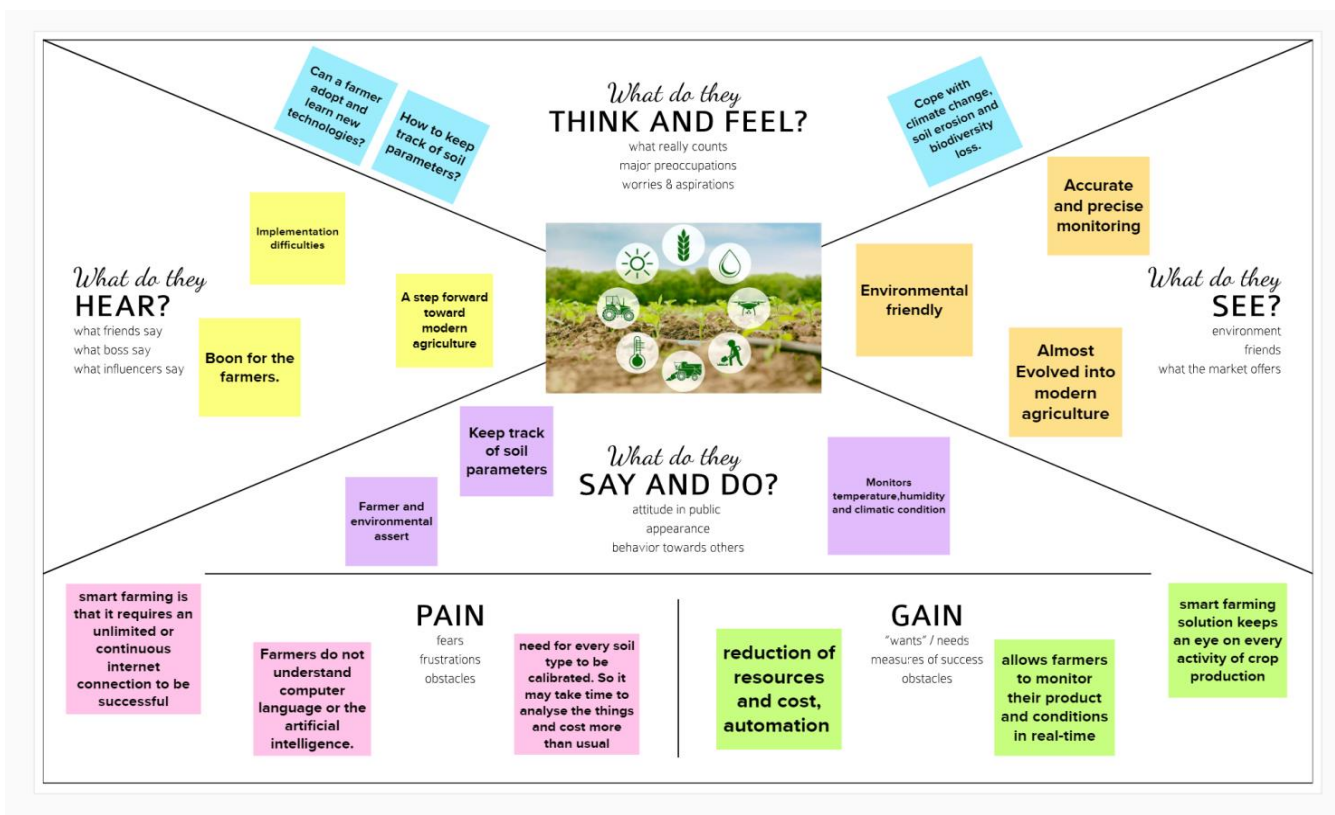 What do they
THINK AND FEEL?
what really counts
major preoccupations
worries & aspirations
Can a farmer
adopt and
learn new
technologies?
How to keep
track of soil
parameters?
Cope with
climate change,
soil erosion and
biodiversity
loss.
What do they
HEAR?
what friends say
what boss say
what influencers say
Implementation
difficulties
A step forward
toward
modern
agriculture
Boon for the
farmers.
What do they
SEE?
environment
friends
what the market offers
Accurate
and precise
monitoring
Environmental
friendly
Almost
Evolved into
modern
agriculture
What do they
SAY AND DO?
attitude in public
appearance
behavior towards others
Keep track
of soil
parameters
Farmer and
environmental
assert
Monitors
temperature,humidity
and climatic condition
PAIN
fears
frustrations
obstacles
smart farming is
that it requires an
unlimited or
continuous
internet
connection to be
successful
Farmers do not
understand
computer
language or the
artificial
intelligence.
need for every soil
type to be
calibrated. So it
may take time to
analyse the things
and cost more
than usual
GAIN
"wants" / needs
measures of success
obstacles
reduction of
resources
and cost,
automation
allows farmers
to monitor
their product
and conditions
in real-time
smart farming
solution keeps
an eye on every
activity of crop
production